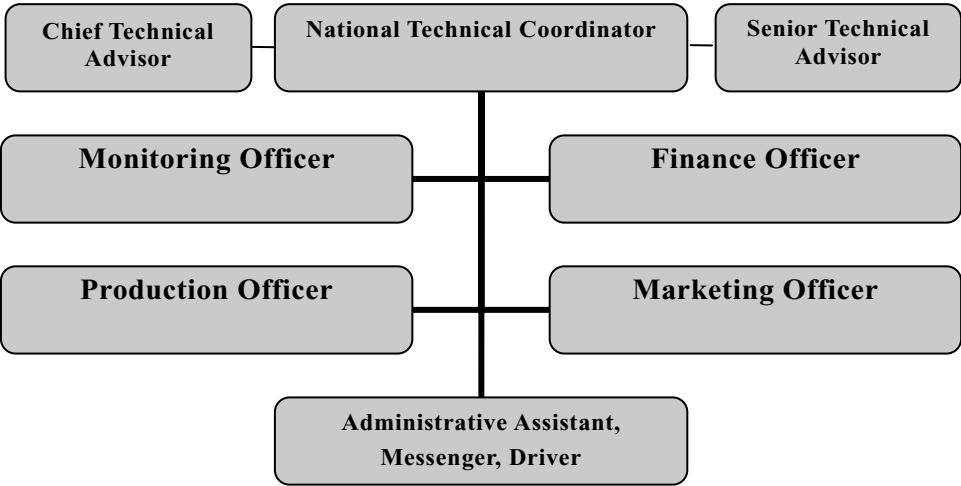 Chief Technical
Advisor
National Technical Coordinator
Senior Technical
Advisor
Monitoring Officer
Finance Officer
Production Officer
Marketing Officer
Administrative Assistant,
Messenger, Driver